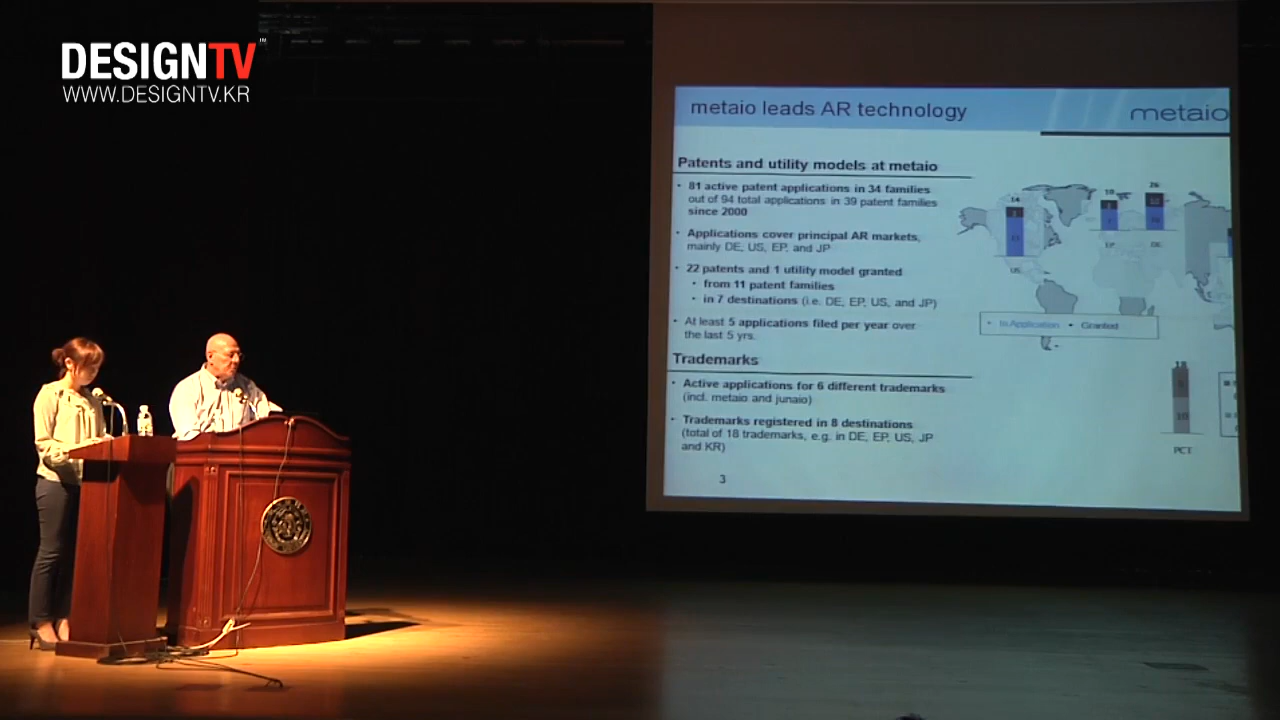 DESIGNTV™
WWW.DESIGNTV.KR
metaio leads AR technology
metaio
Patents and utility models at metaio
• 81 active patent applications in 34 families
out of 94 total applications in 39 patent families
since 2000
• Applications cover principal AR markets,
mainly DE, US, EP, and JP
• 22 patents and 1 utility model granted
• from 11 patent families
• in 7 destinations (i.e. DE, EP, US, and JP)
• At least 5 applications filed per year over
the last 5 yrs.
Trademarks
• Active applications for 6 different trademarks
(incl. metaio and junaio)
• Trademarks registered in 8 destinations
(total of 18 trademarks, e.g. in DE, EP, US, JP
and KR)
3
14
US
EP
26
DE
• In Application • Granted
PCT